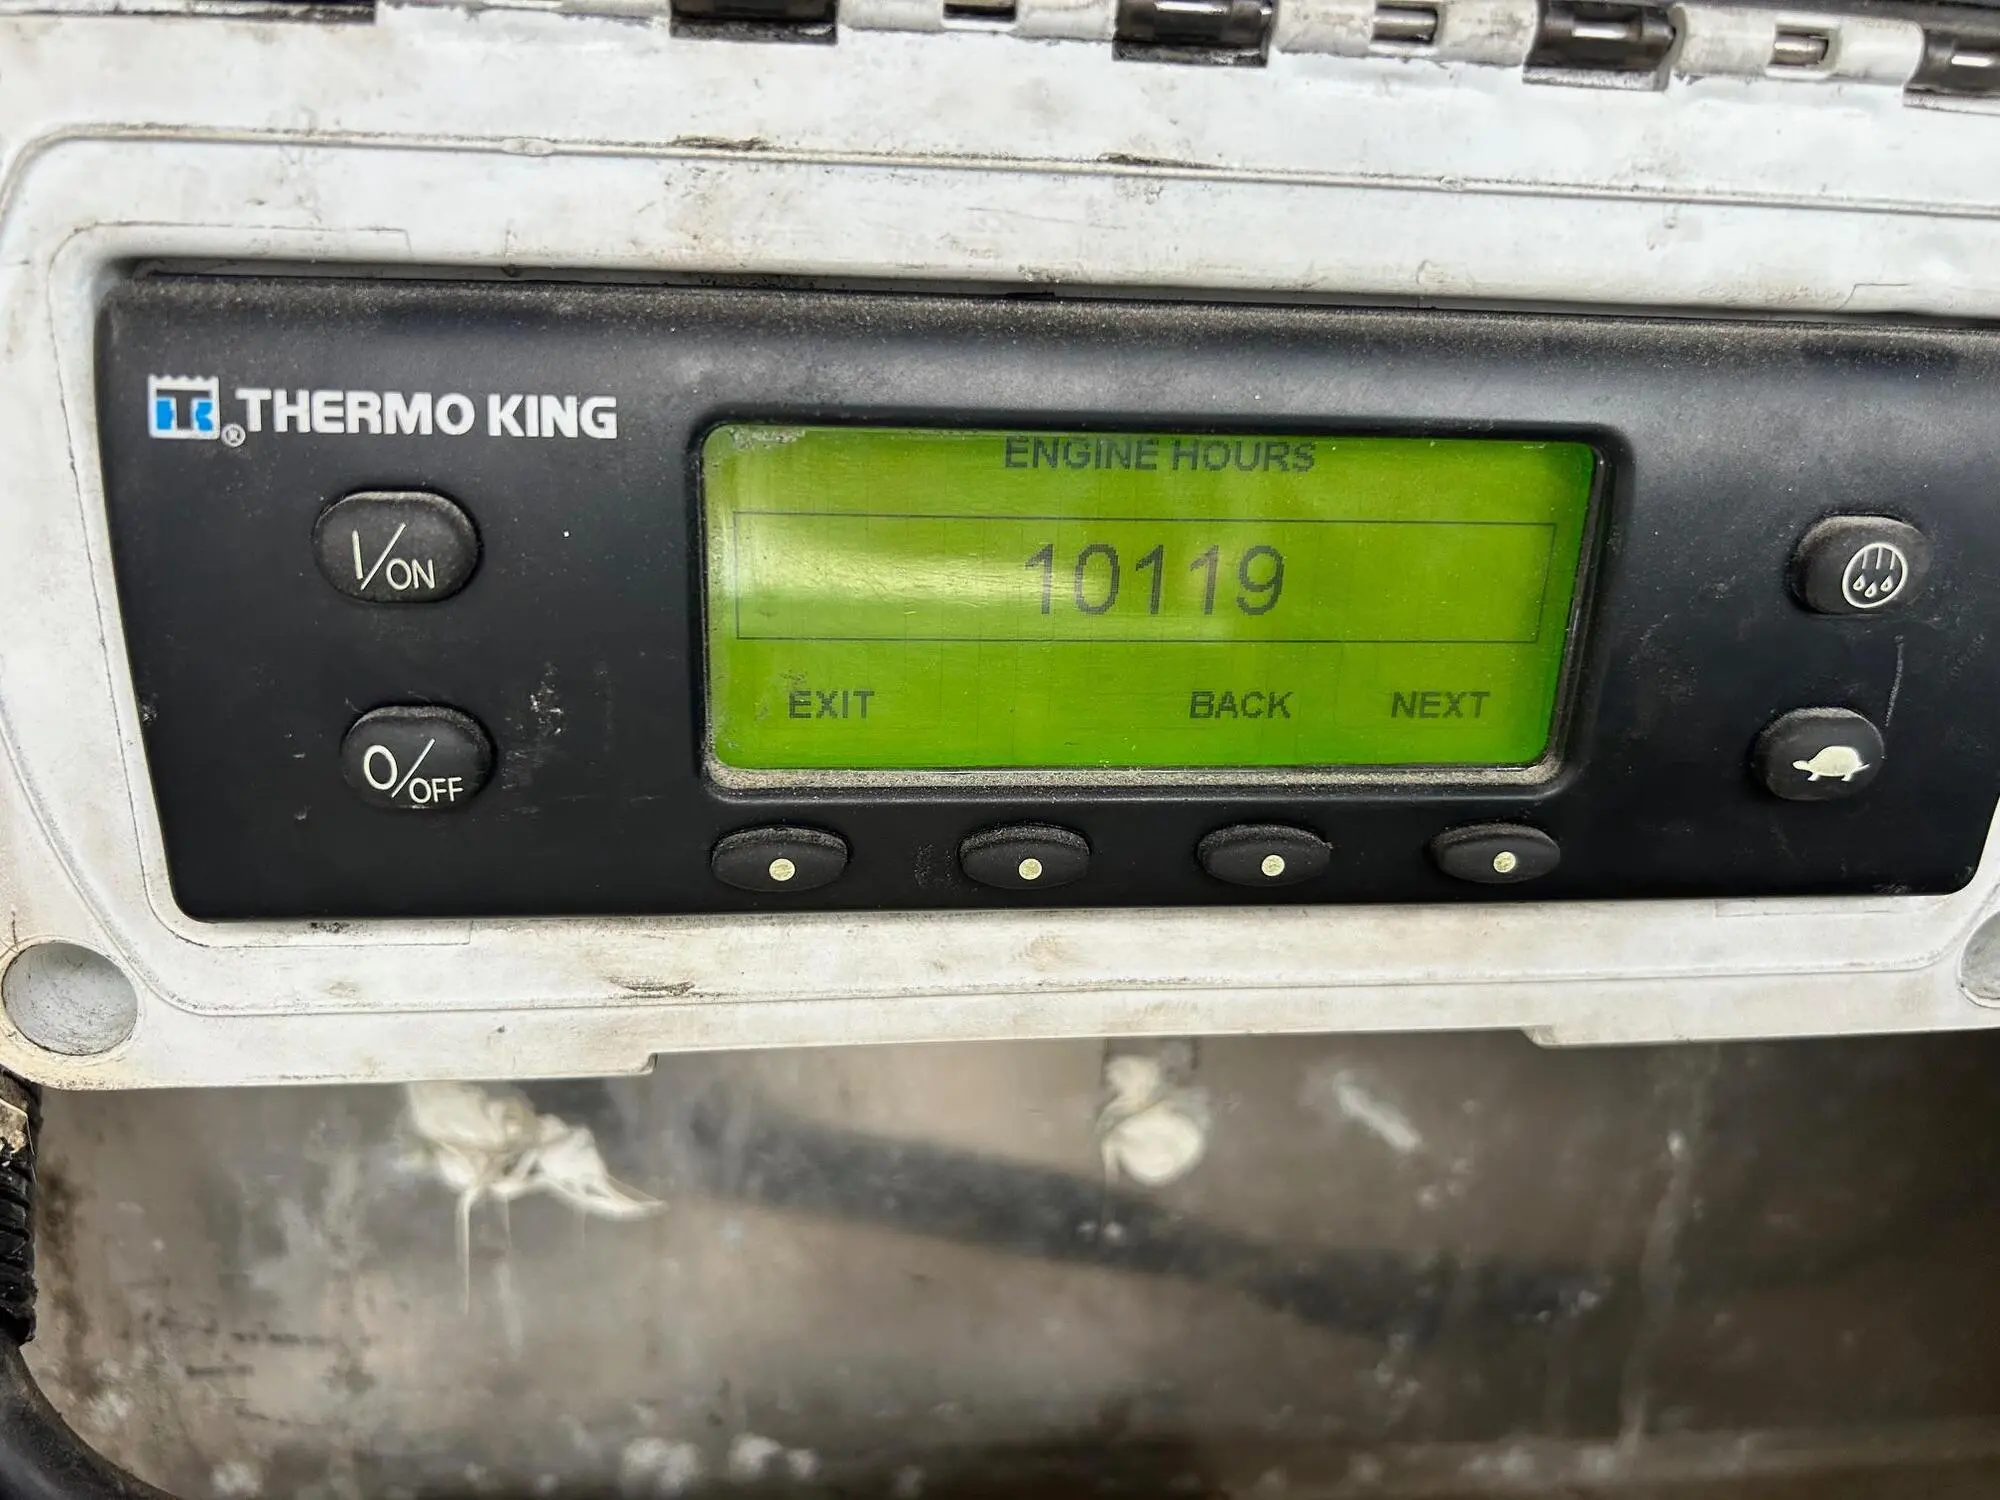 ® THERMO KING
ENGINE HOURS
10119
EXIT BACK NEXT
I/ON
O/OFF